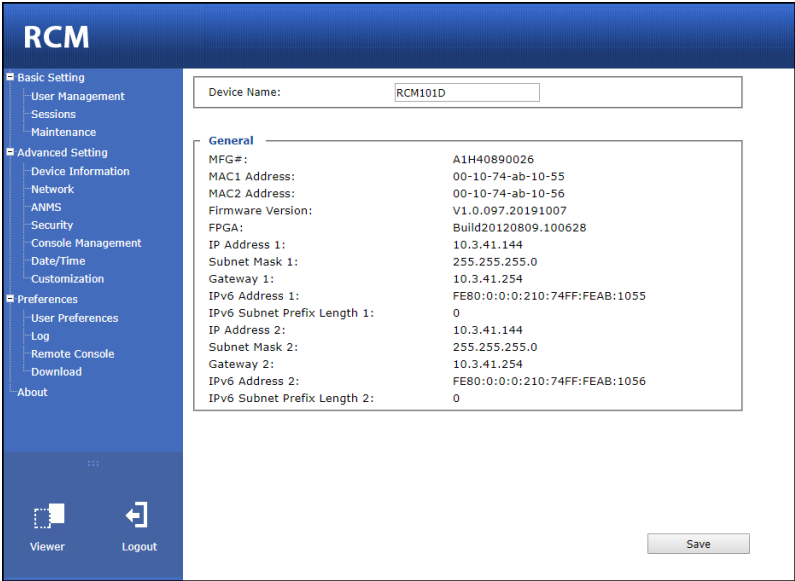 RCM
Basic Setting
User Management
Sessions
Maintenance
Advanced Setting
Device Information
Network
ANMS
Security
Console Management
Date/Time
Customization
Preferences
User Preferences
Log
Remote Console
Download
About
Viewer
Logout
Device Name: RCM101D
General
MFG#: A1H40890026
MAC1 Address: 00-10-74-ab-10-55
MAC2 Address: 00-10-74-ab-10-56
Firmware Version: V1.0.097.20191007
FPGA: Build20120809.100628
IP Address 1: 10.3.41.144
Subnet Mask 1: 255.255.255.0
Gateway 1: 10.3.41.254
IPv6 Address 1: FE80:0:0:0:210:74FF:FEAB:1055
IPv6 Subnet Prefix Length 1: 0
IP Address 2: 10.3.41.144
Subnet Mask 2: 255.255.255.0
Gateway 2: 10.3.41.254
IPv6 Address 2: FE80:0:0:0:210:74FF:FEAB:1056
IPv6 Subnet Prefix Length 2: 0
Save